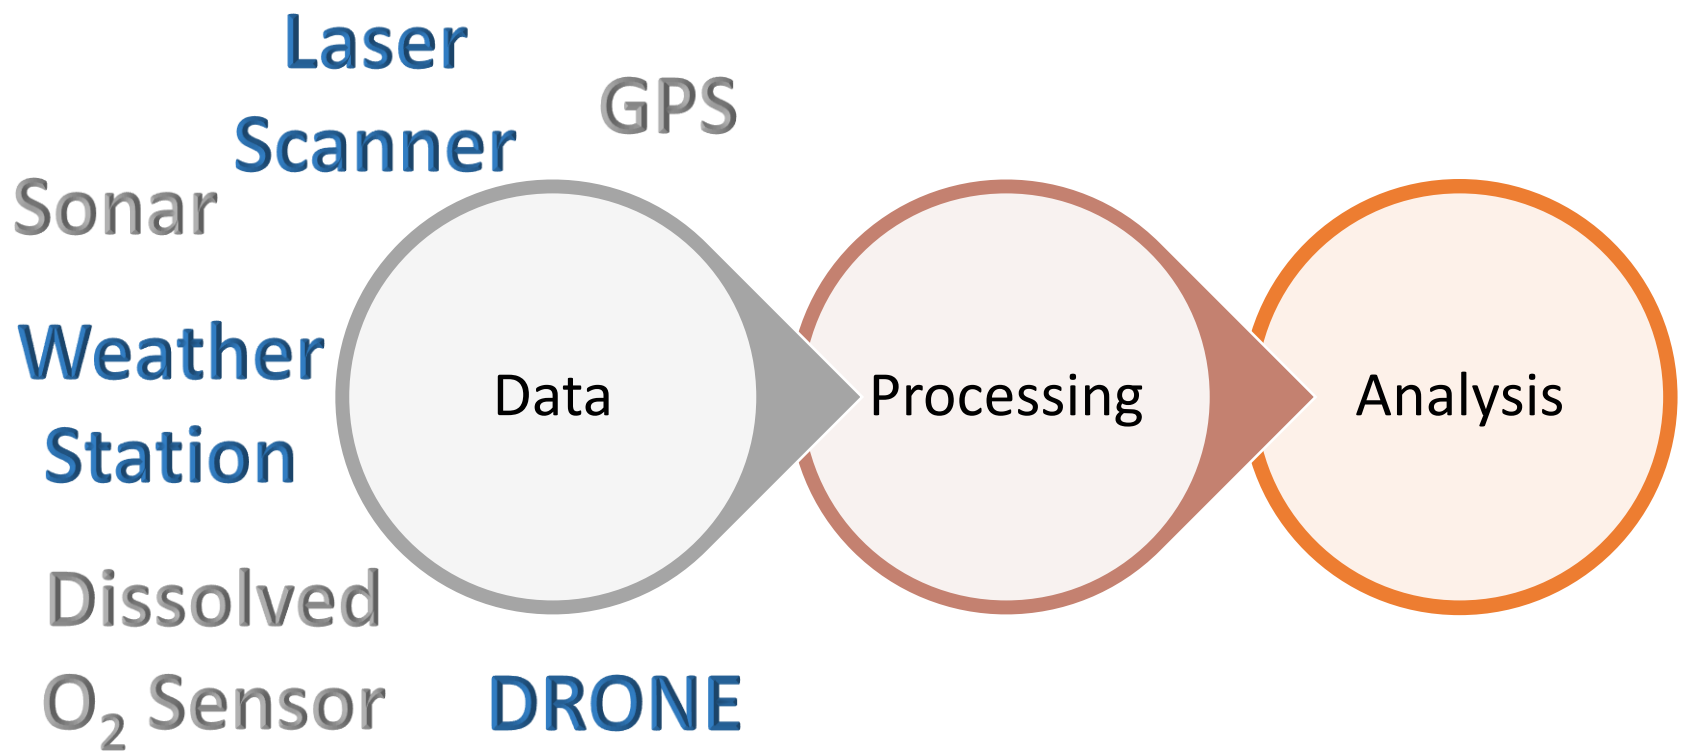 Laser
Scanner
GPS
Sonar
Weather
Station
Data
Processing
Analysis
Dissolved
O₂ Sensor
DRONE